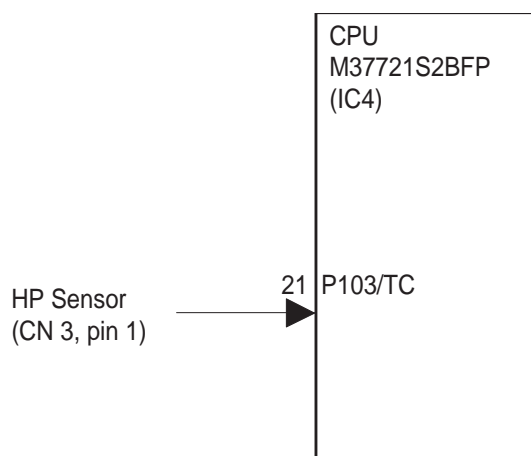 CPU
M37721S2BFP
(IC4)
21 P103/TC
HP Sensor
(CN 3, pin 1)